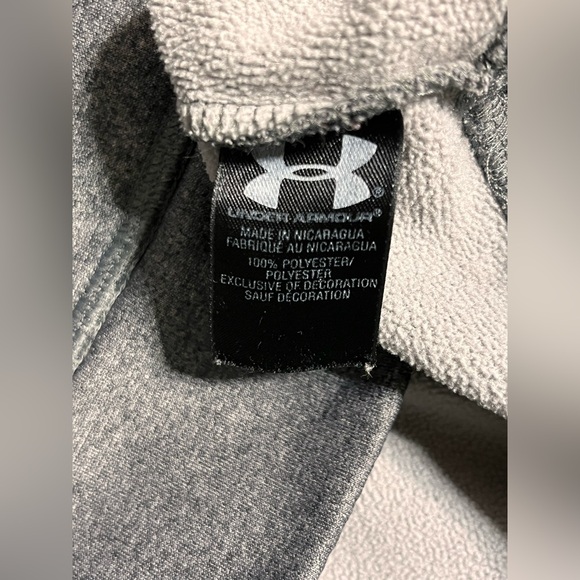 ®
UNDER ARMOUR®
MADE IN NICARAGUA
FABRIQUÉ AU NICARAGUA
100% POLYESTER/
POLYESTER
EXCLUSIVE OF DECORATION
SAUF DÉCORATION